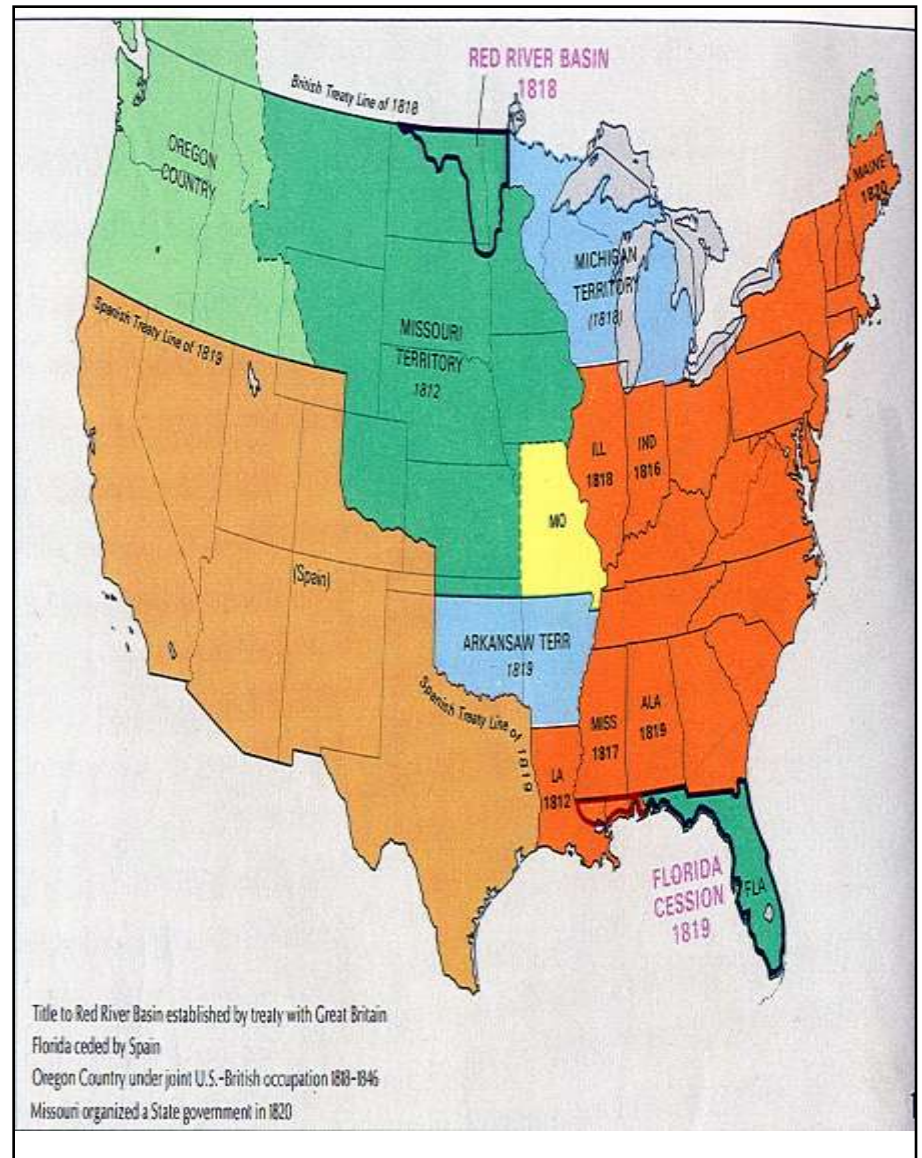 RED RIVER BASIN
1818
British Treaty Line of 1818
OREGON
COUNTRY
MAINE
1820
MICHIGAN
TERRITORY
(1818)
Spanish Treaty Line of 1819
MISSOURI
TERRITORY
1812
ILL
1818
IND
1816
MO
(Spain)
ARKANSAW TERR
1819
Spanish Treaty Line of 1819
MISS
1817
ALA
1819
LA
1812
FLORIDA
CESSION
1819
FLA
Title to Red River Basin established by treaty with Great Britain
Florida ceded by Spain
Oregon Country under joint U.S.-British occupation 1818-1846
Missouri organized a State government in 1820